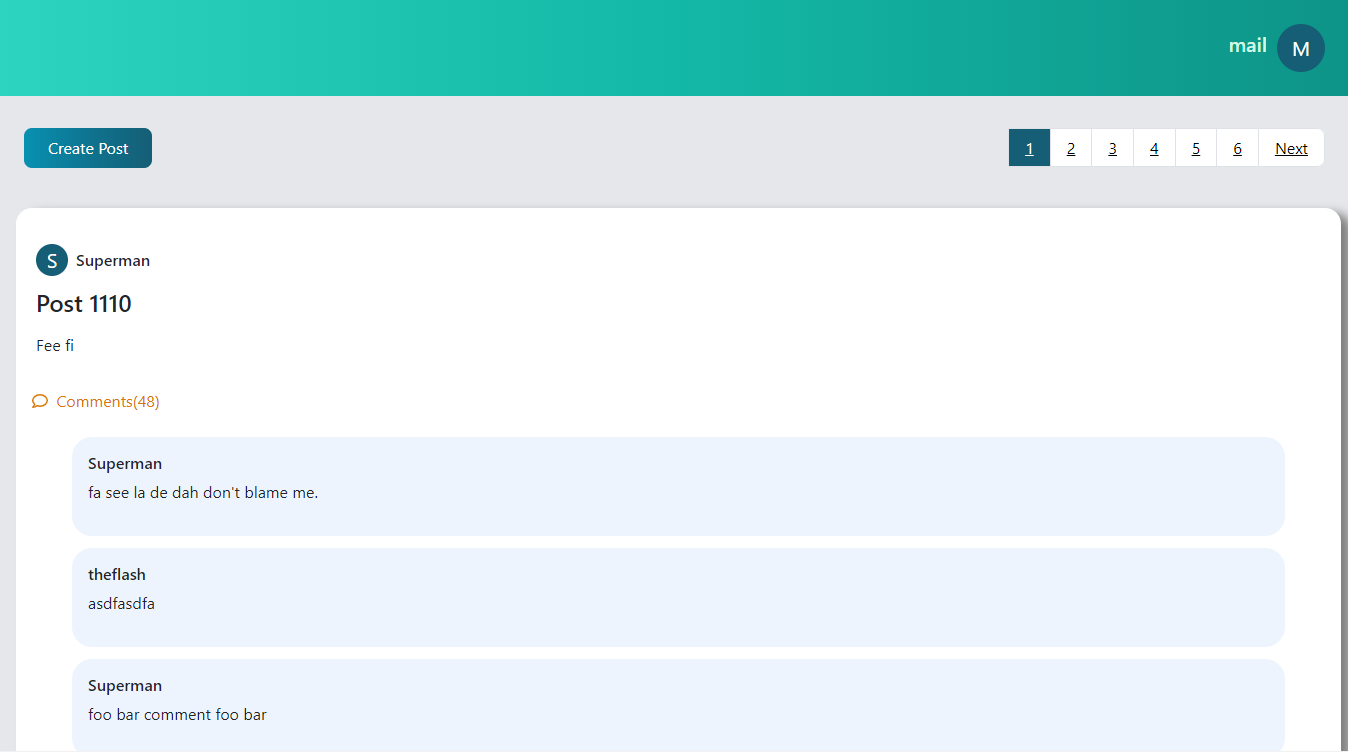 mail M
Create Post
1 2 3 4 5 6 Next
S Superman
Post 1110
Fee fi
Comments(48)
Superman
fa see la de dah don't blame me.
theflash
asdfasdfa
Superman
foo bar comment foo bar